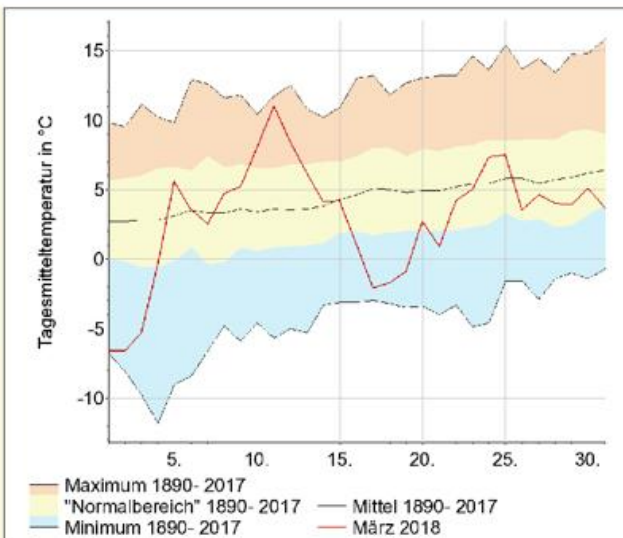 Tagesmitteltemperatur in °C
15
10
5
0
-5
-10
5. 10. 15. 20. 25. 30.
Maximum 1890- 2017
"Normalbereich" 1890- 2017 Mittel 1890- 2017
Minimum 1890- 2017 März 2018